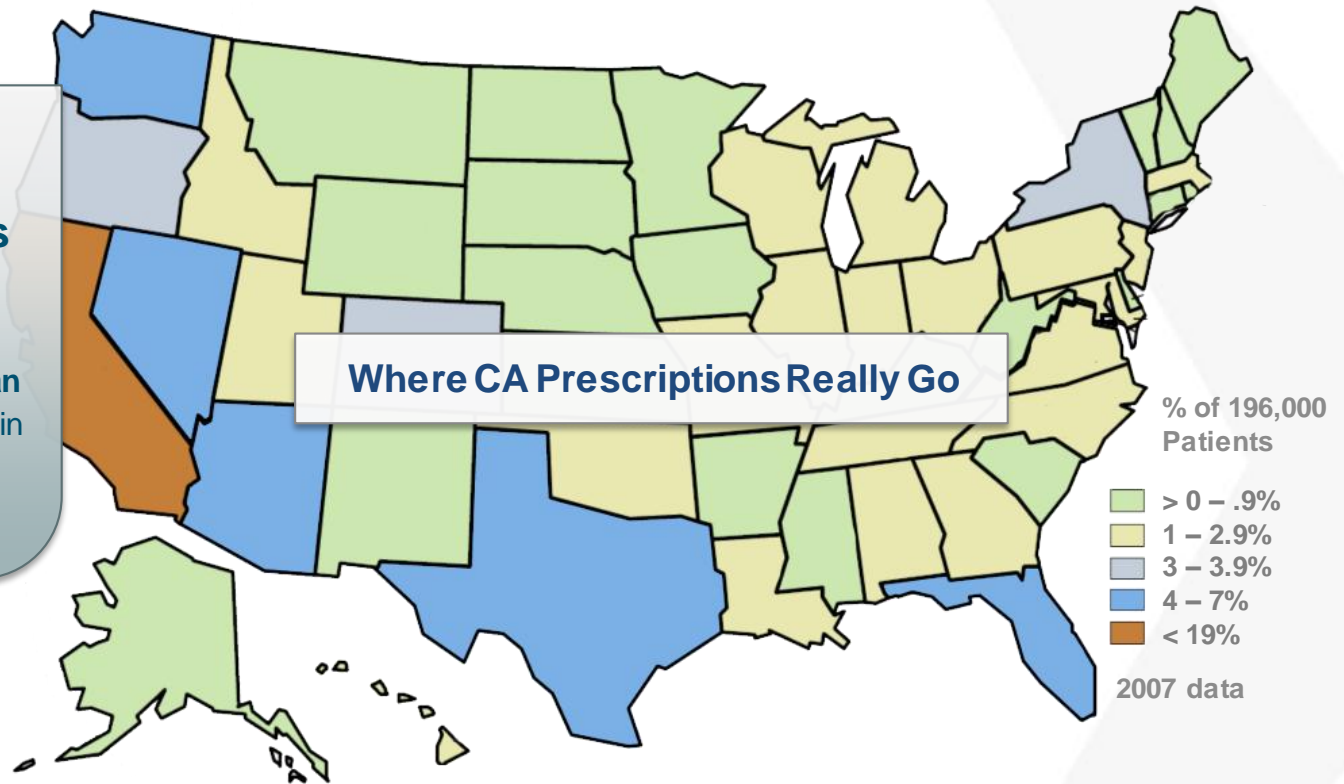 s
an
in
Where CA Prescriptions Really Go
% of 196,000
Patients
> 0 – .9%
1 – 2.9%
3 – 3.9%
4 – 7%
< 19%
2007 data